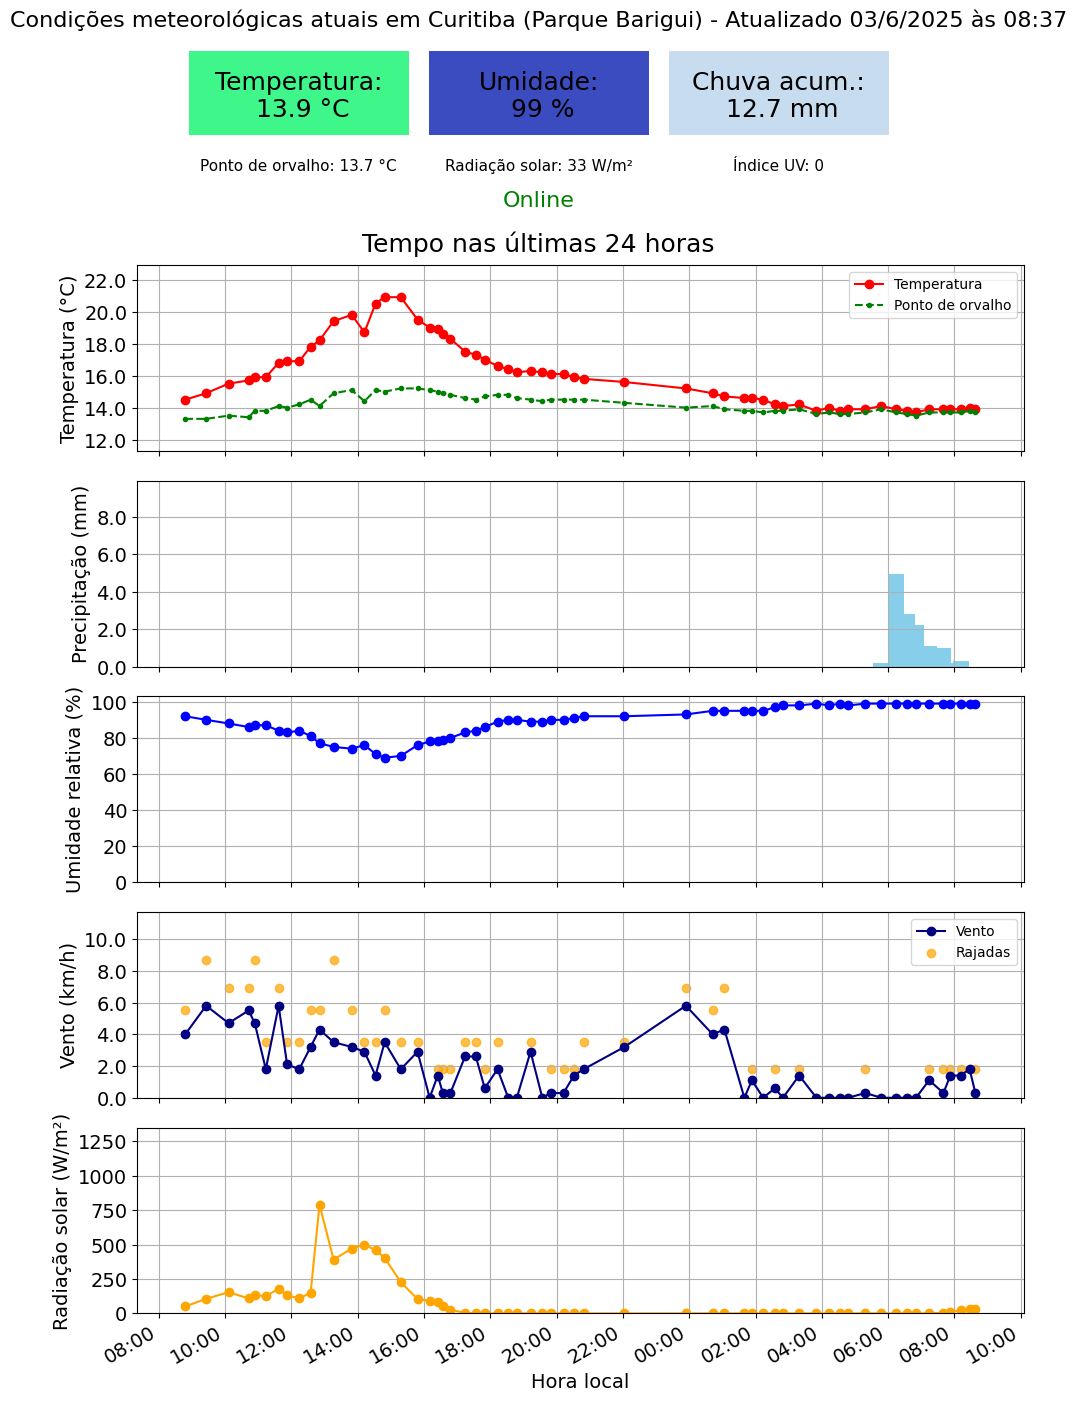 Condições meteorológicas atuais em Curitiba (Parque Barigui) - Atualizado 03/6/2025 às 08:37
Temperatura:
13.9 °C
Umidade:
99 %
Chuva acum.:
12.7 mm
Ponto de orvalho: 13.7 °C
Radiação solar: 33 W/m²
Índice UV: 0
Online
Tempo nas últimas 24 horas
Temperatura (°C)
22.0
20.0
18.0
16.0
14.0
12.0
Temperatura
Ponto de orvalho
Precipitação (mm)
8.0
6.0
4.0
2.0
0.0
Umidade relativa (%)
100
80
60
40
20
0
Vento (km/h)
10.0
8.0
6.0
4.0
2.0
0.0
Vento
Rajadas
Radiação solar (W/m²)
1250
1000
750
500
250
0
08:00
10:00
12:00
14:00
16:00
18:00
20:00
22:00
00:00
02:00
04:00
06:00
08:00
10:00
Hora local